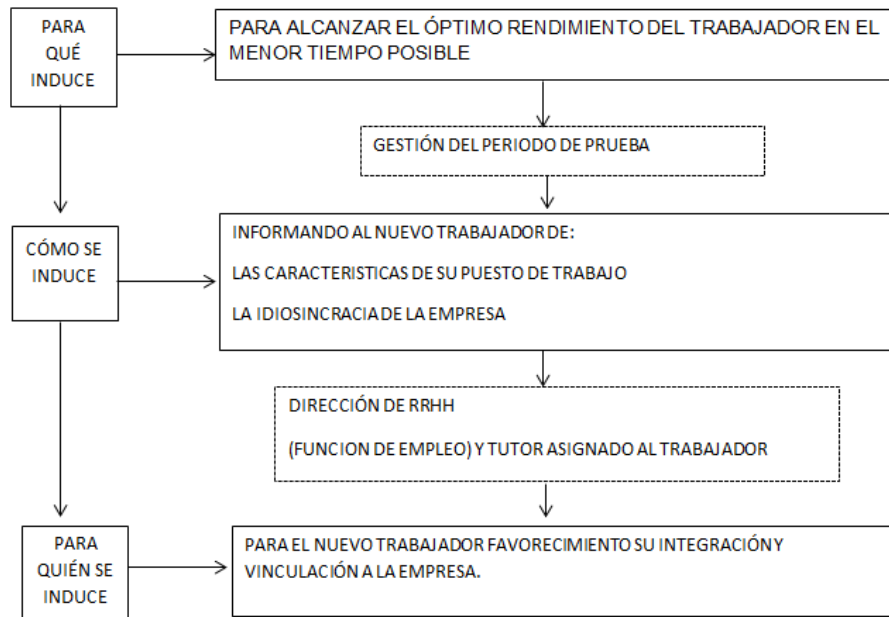 PARA
QUÉ
INDUCE
PARA ALCANZAR EL ÓPTIMO RENDIMIENTO DEL TRABAJADOR EN EL
MENOR TIEMPO POSIBLE
GESTIÓN DEL PERIODO DE PRUEBA
CÓMO SE
INDUCE
INFORMANDO AL NUEVO TRABAJADOR DE:
LAS CARACTERISTICAS DE SU PUESTO DE TRABAJO
LA IDIOSINCRACIA DE LA EMPRESA
DIRECCIÓN DE RRHH
(FUNCION DE EMPLEO) Y TUTOR ASIGNADO AL TRABAJADOR
PARA
QUIÉN SE
INDUCE
PARA EL NUEVO TRABAJADOR FAVORECIMIENTO SU INTEGRACIÓN Y
VINCULACIÓN A LA EMPRESA.